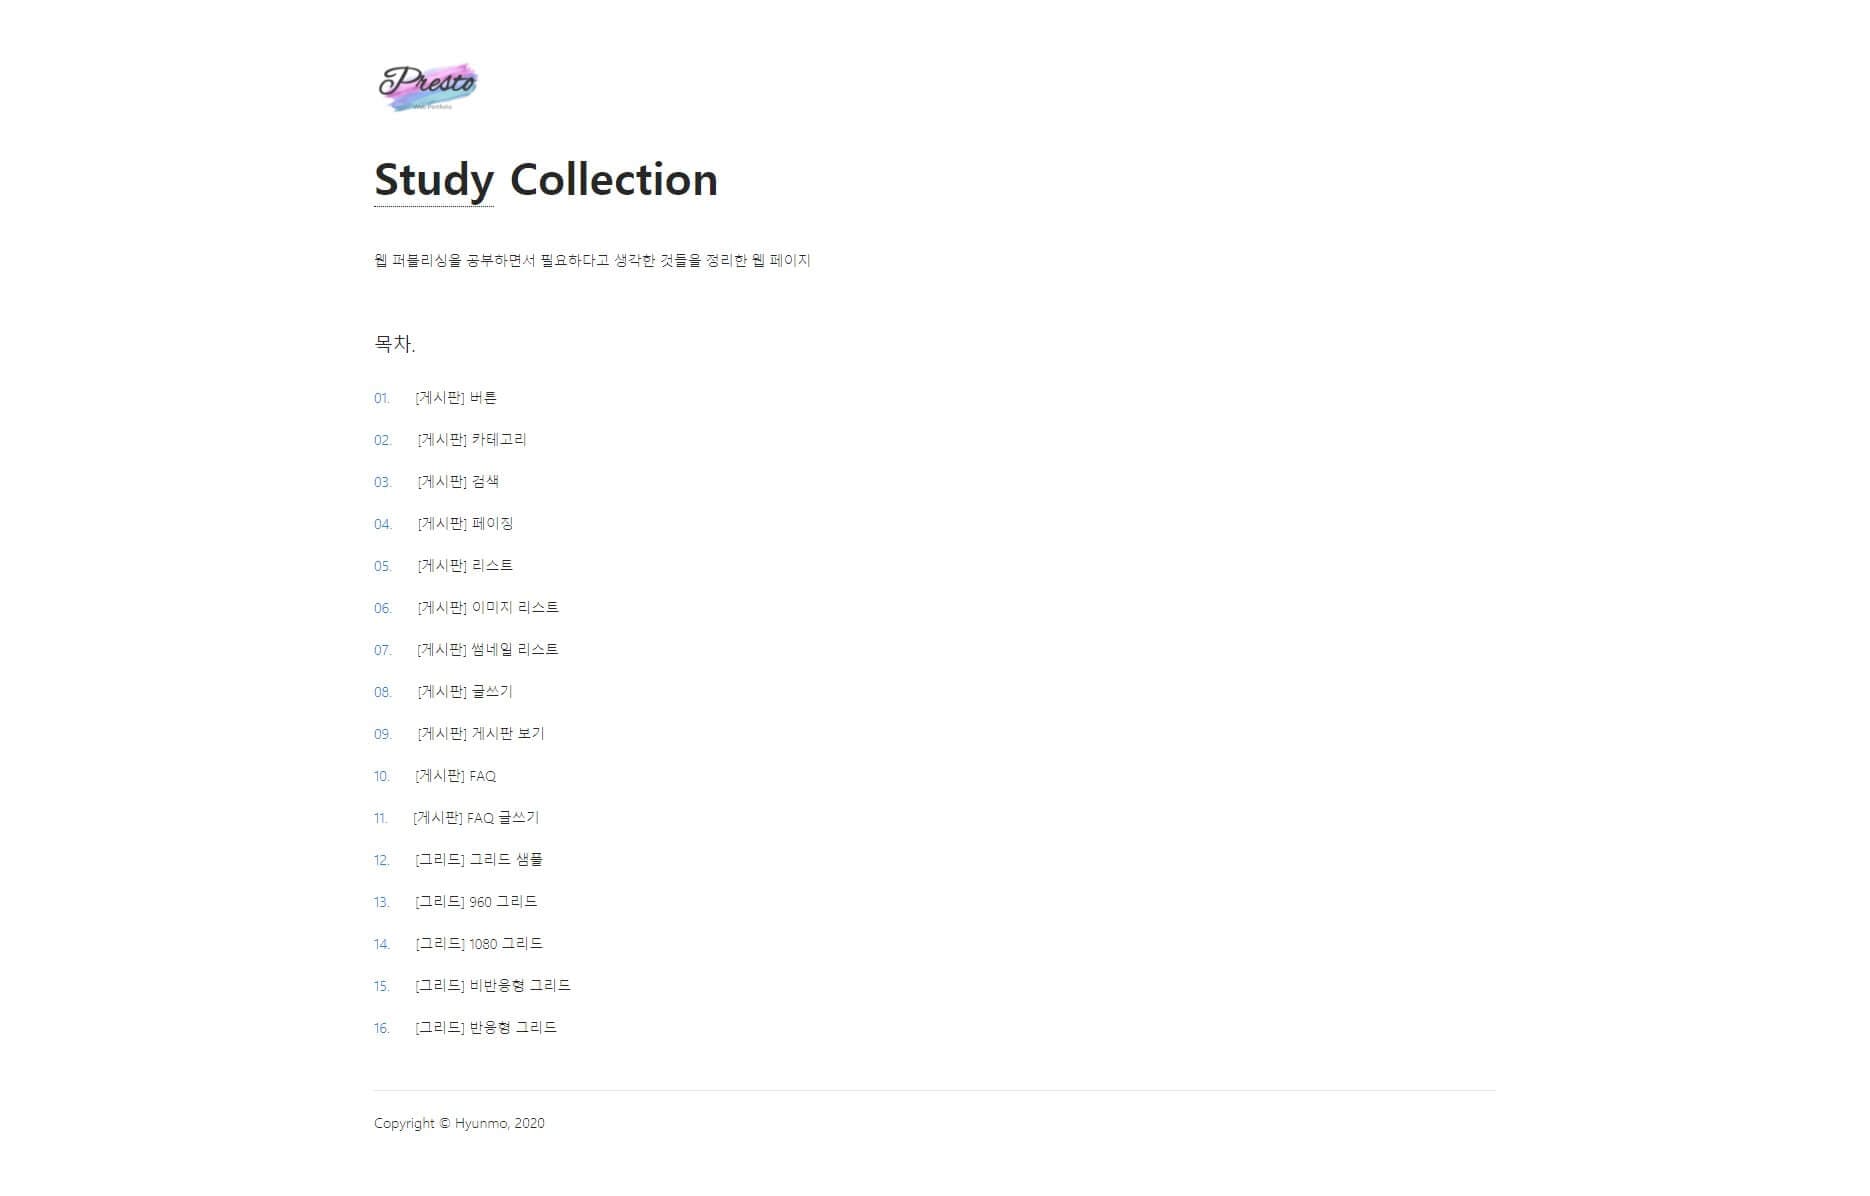 Presto
Web Portfolio
Study Collection
웹 퍼블리싱을 공부하면서 필요하다고 생각한 것들을 정리한 웹 페이지
목차.
01. [게시판] 버튼
02. [게시판] 카테고리
03. [게시판] 검색
04. [게시판] 페이징
05. [게시판] 리스트
06. [게시판] 이미지 리스트
07. [게시판] 썸네일 리스트
08. [게시판] 글쓰기
09. [게시판] 게시판 보기
10. [게시판] FAQ
11. [게시판] FAQ 글쓰기
12. [그리드] 그리드 샘플
13. [그리드] 960 그리드
14. [그리드] 1080 그리드
15. [그리드] 비반응형 그리드
16. [그리드] 반응형 그리드
Copyright © Hyunmo, 2020